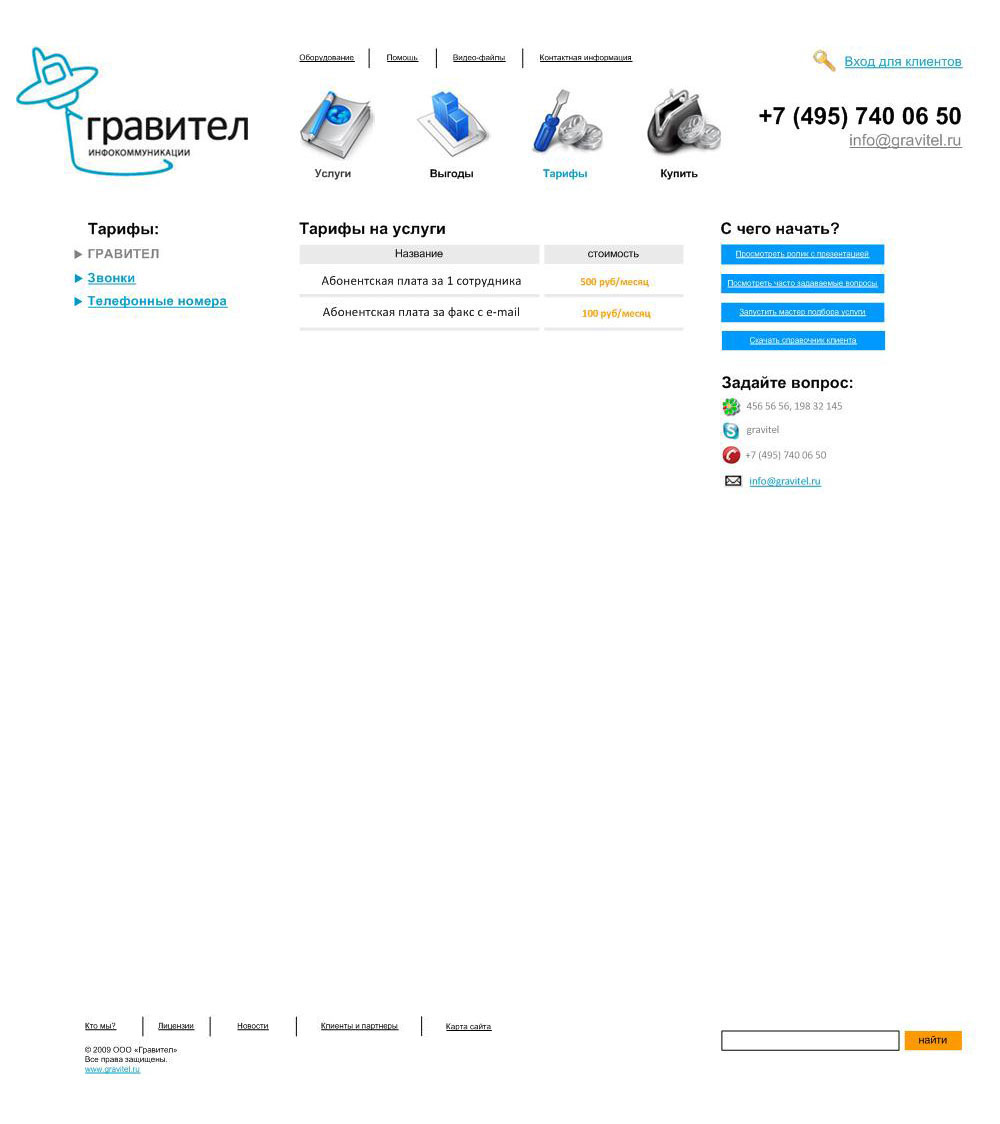 Оборудование
Помощь
Видео-файлы
Контактная информация
Вход для клиентов
гравител
ИНФОКОММУНИКАЦИИ
+7 (495) 740 06 50
info@gravitel.ru
Услуги
Выгоды
Тарифы
Купить
Тарифы:
ГРАВИТЕЛ
Звонки
Телефонные номера
Тарифы на услуги
Название стоимость
Абонентская плата за 1 сотрудника 500 руб/месяц
Абонентская плата за факс с e-mail 100 руб/месяц
С чего начать?
Просмотреть ролик с презентацией
Посмотреть часто задаваемые вопросы
Запустить мастер подбора услуги
Скачать справочник клиента
Задайте вопрос:
456 56 56, 198 32 145
gravitel
+7 (495) 740 06 50
info@gravitel.ru
Кто мы?
Лицензии
Новости
Клиенты и партнеры
Карта сайта
© 2009 ООО «Гравител»
Все права защищены.
www.gravitel.ru
найти